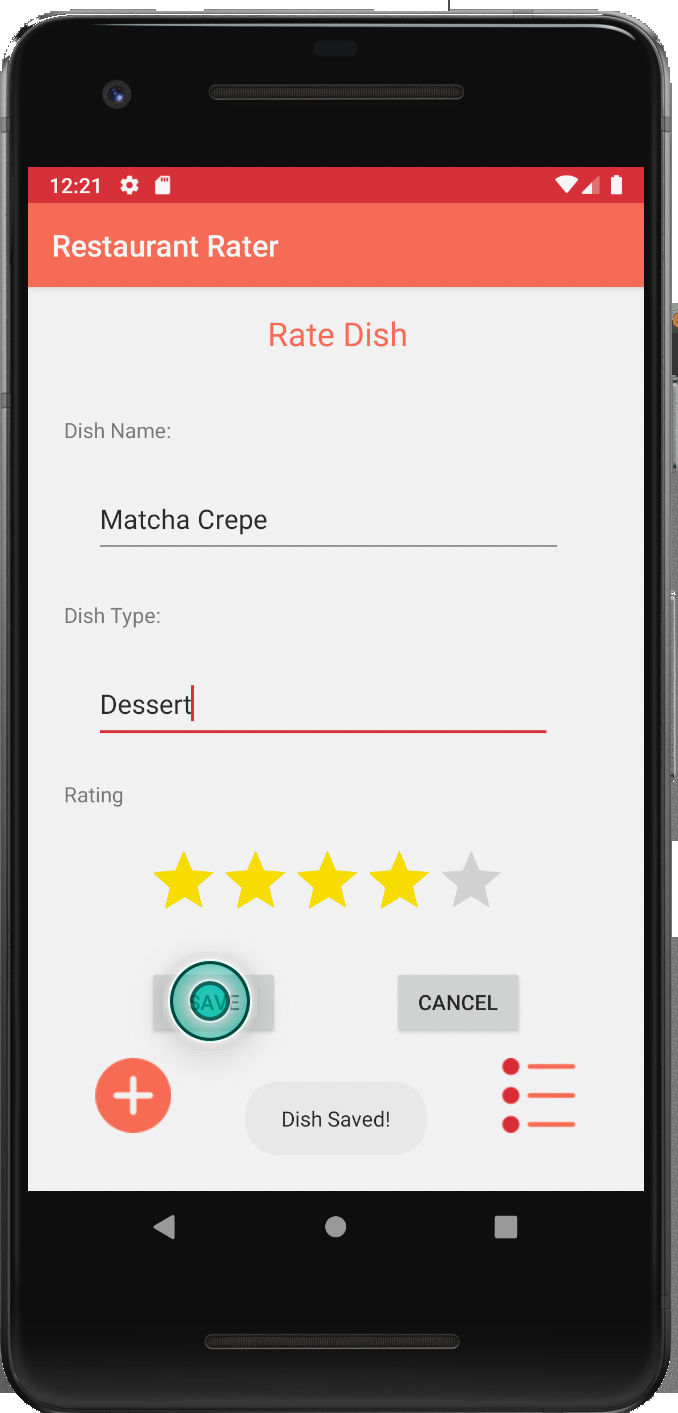 12:21
Restaurant Rater
Rate Dish
Dish Name:
Matcha Crepe
Dish Type:
Dessert
Rating
SAVE
CANCEL
Dish Saved!